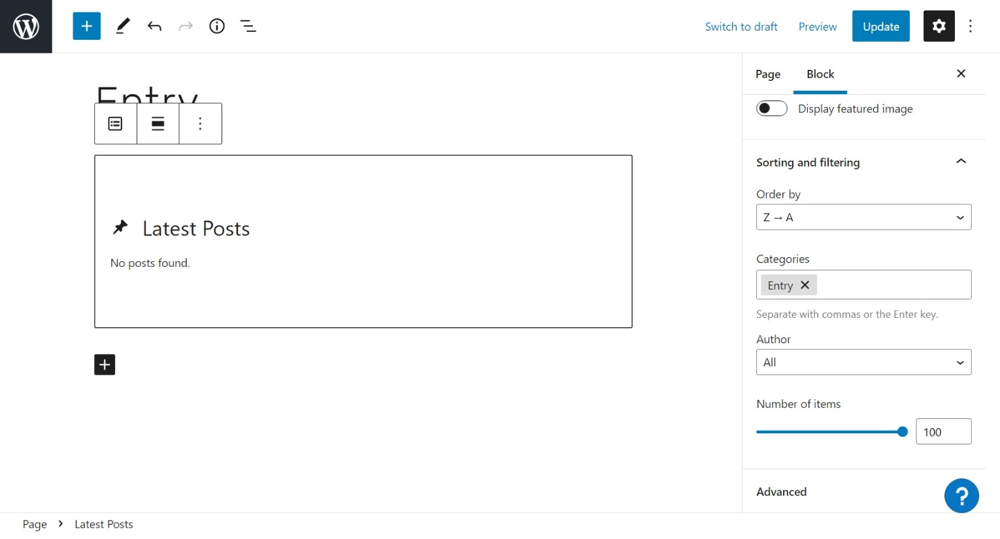 Switch to draft
Preview
Update
Entry
Latest Posts
No posts found.
Page
Block
Display featured image
Sorting and filtering
Order by
Z → A
Categories
Entry
Separate with commas or the Enter key.
Author
All
Number of items
100
Advanced
Page > Latest Posts